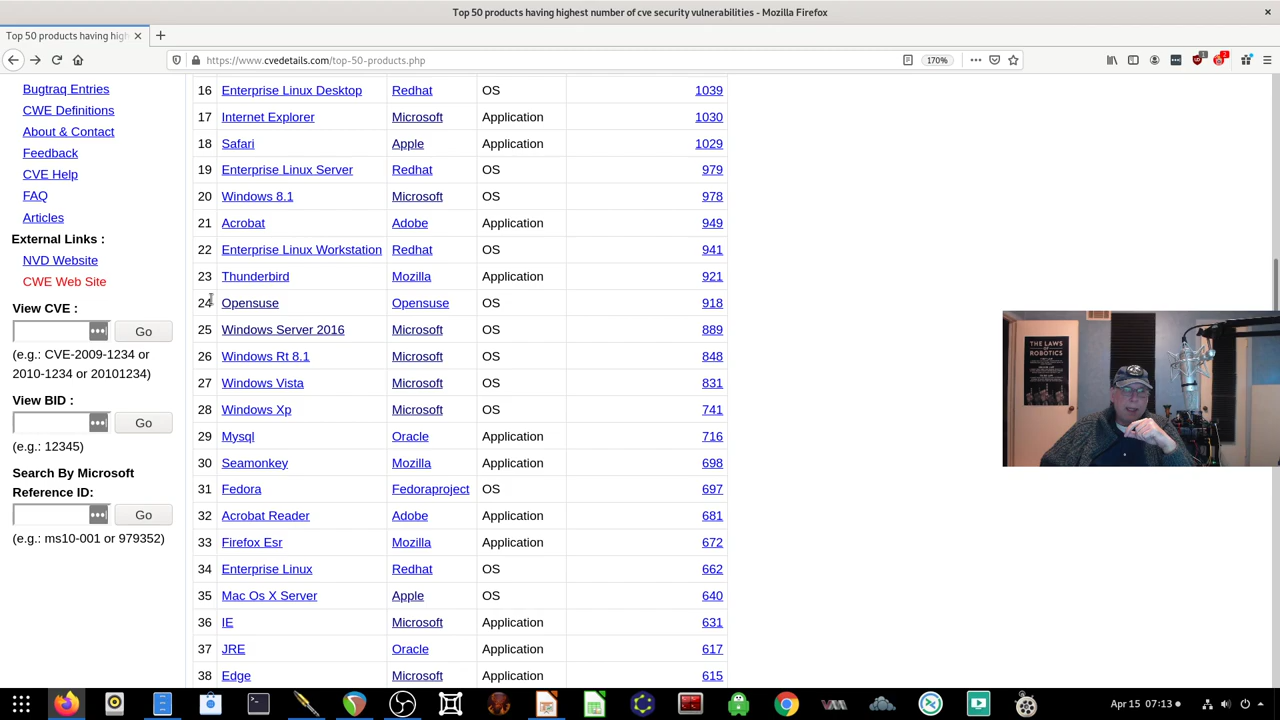 Top 50 products having highest number of cve security vulnerabilities - Mozilla Firefox
Top 50 products having high
https://www.cvedetails.com/top-50-products.php
170%
1
2
Bugtraq Entries
CWE Definitions
About & Contact
Feedback
CVE Help
FAQ
Articles
External Links :
NVD Website
CWE Web Site
View CVE :
Go
(e.g.: CVE-2009-1234 or
2010-1234 or 20101234)
View BID :
Go
(e.g.: 12345)
Search By Microsoft
Reference ID:
Go
(e.g.: ms10-001 or 979352)
16 Enterprise Linux Desktop Redhat OS 1039
17 Internet Explorer Microsoft Application 1030
18 Safari Apple Application 1029
19 Enterprise Linux Server Redhat OS 979
20 Windows 8.1 Microsoft OS 978
21 Acrobat Adobe Application 949
22 Enterprise Linux Workstation Redhat OS 941
23 Thunderbird Mozilla Application 921
24 Opensuse Opensuse OS 918
25 Windows Server 2016 Microsoft OS 889
26 Windows Rt 8.1 Microsoft OS 848
27 Windows Vista Microsoft OS 831
28 Windows Xp Microsoft OS 741
29 Mysql Oracle Application 716
30 Seamonkey Mozilla Application 698
31 Fedora Fedoraproject OS 697
32 Acrobat Reader Adobe Application 681
33 Firefox Esr Mozilla Application 672
34 Enterprise Linux Redhat OS 662
35 Mac Os X Server Apple OS 640
36 IE Microsoft Application 631
37 JRE Oracle Application 617
38 Edge Microsoft Application 615
THE LAWS
OF
ROBOTICS
Apr 15 07:13